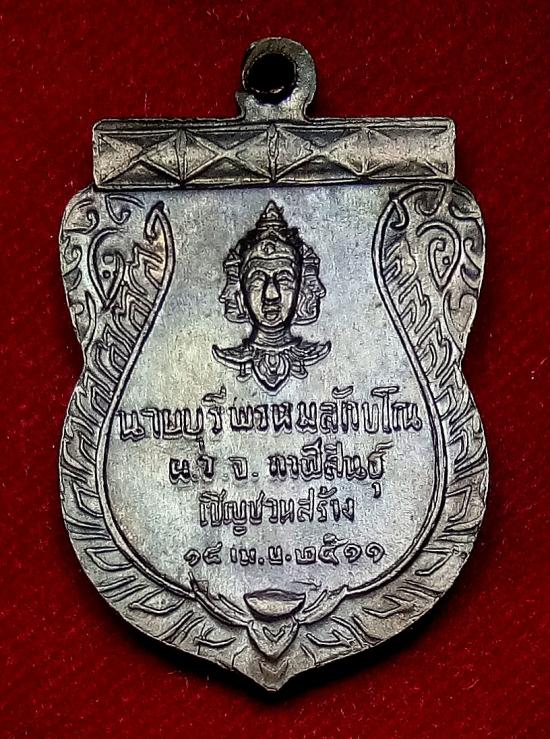 นายบุรี พรหมลักขโณ
ผ.ว.จ. กาฬสินธุ์
เชิญชวนสร้าง
๑๔ เม.ย. ๒๕๑๑